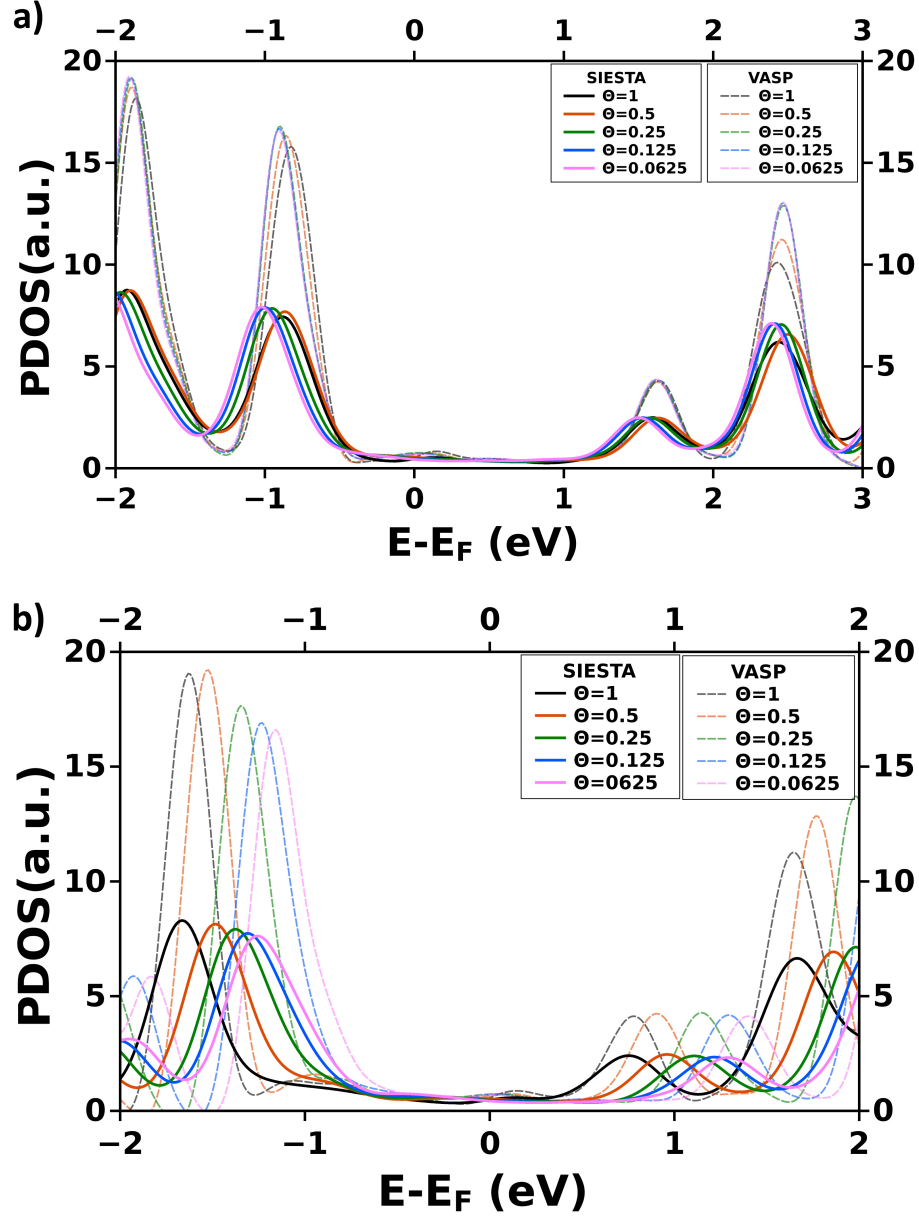 a)
−2 −1 0 1 2 3
20 20
SIESTA VASP
Θ=1 Θ=1
Θ=0.5 Θ=0.5
Θ=0.25 Θ=0.25
Θ=0.125 Θ=0.125
Θ=0.0625 Θ=0.0625
15 15
10 10
5 5
0 0
PDOS(a.u.)
−2 −1 0 1 2 3
E-EF (eV)
b)
−2 −1 0 1 2
20 20
SIESTA VASP
Θ=1 Θ=1
Θ=0.5 Θ=0.5
Θ=0.25 Θ=0.25
Θ=0.125 Θ=0.125
Θ=0625 Θ=0.0625
15 15
10 10
5 5
0 0
PDOS(a.u.)
−2 −1 0 1 2
E-EF (eV)